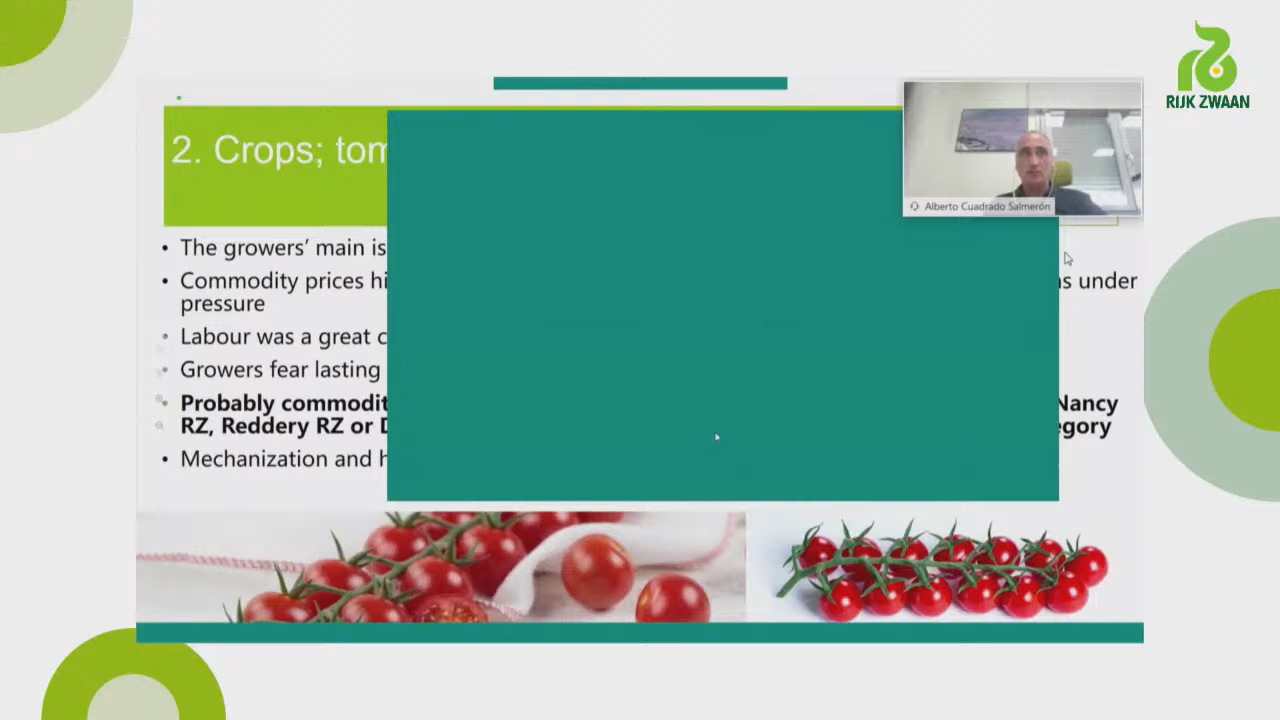 RIJK ZWAAN
2. Crops; tom
Alberto Cuadrado Salmerón
• The growers' main is
• Commodity prices hi
s under
pressure
• Labour was a great c
• Growers fear lasting
• Probably commodit
Nancy
RZ, Reddery RZ or
egory
• Mechanization and h